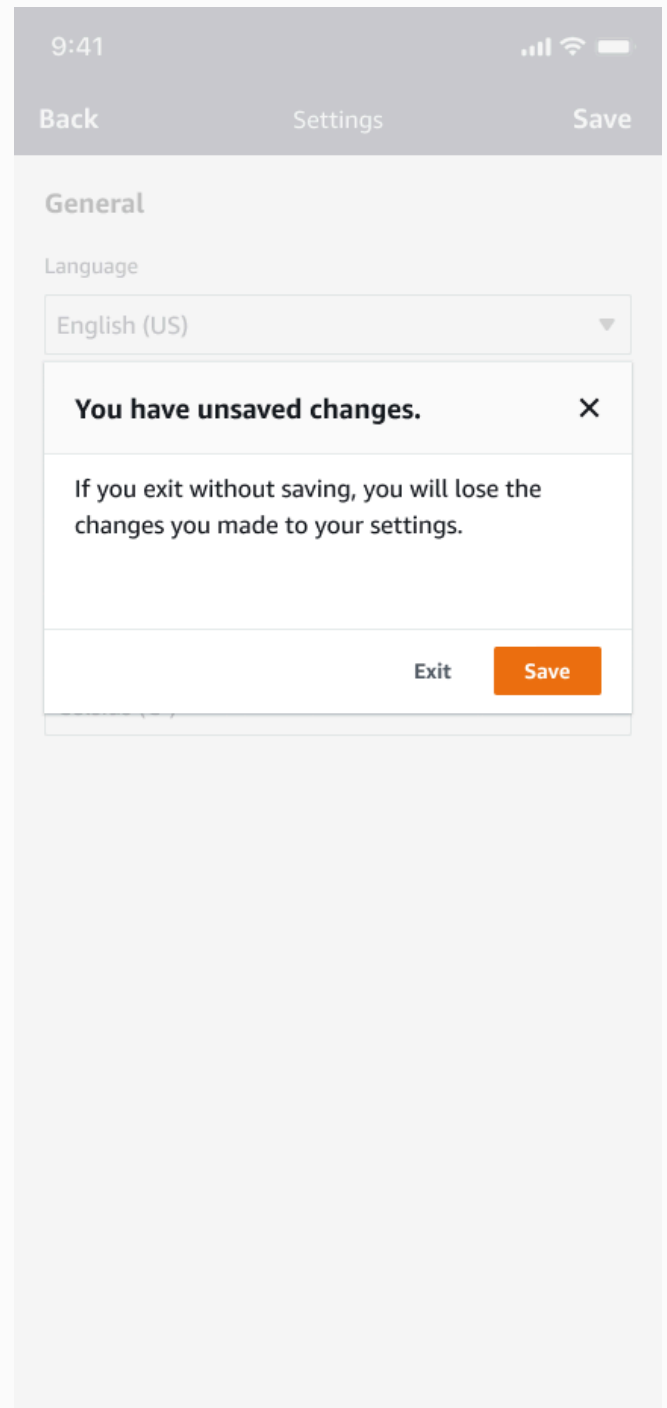 9:41
Back Settings Save
General
Language
English (US)
You have unsaved changes.
If you exit without saving, you will lose the
changes you made to your settings.
Exit Save